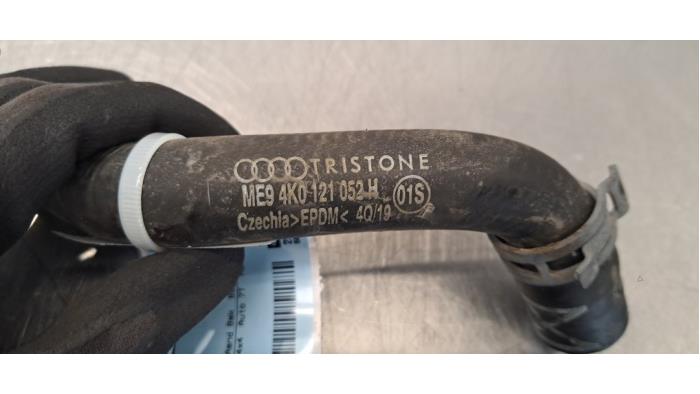 TRISTONE
ME9 4K0 121 052 H
01S
Czechia >EPDM< 4Q/19